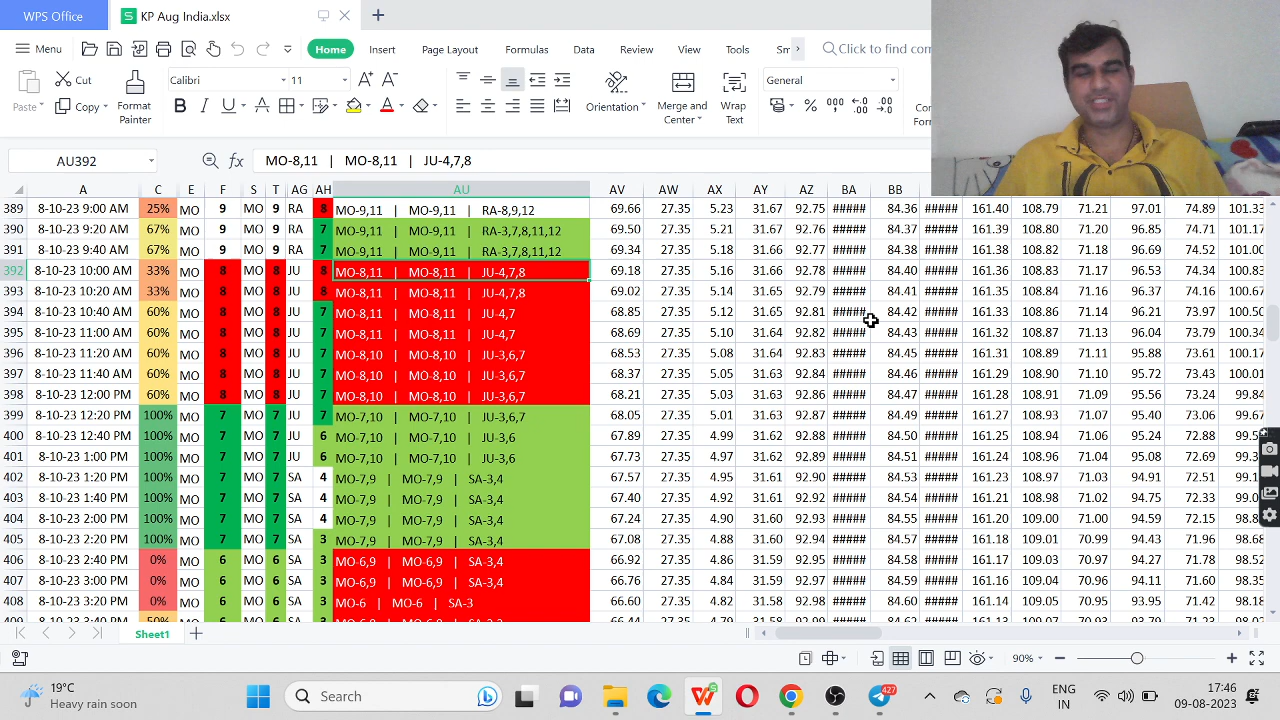 WPS Office KP Aug India.xlsx
Menu Home Insert Page Layout Formulas Data Review View Tools Click to find com
Cut Calibri 11 A+ A- General
Paste Copy Format Painter B I U A Orientation Merge and Center Wrap Text % 000
AU392 fx MO-8,11 | MO-8,11 | JU-4,7,8
A C E F S T AG AH AU AV AW AX AY AZ BA BB
389 8-10-23 9:00 AM 25% MO 9 MO 9 RA 8 MO-9,11 | MO-9,11 | RA-8,9,12 69.66 27.35 5.23 31.67 92.75 ##### 84.36 ##### 161.40 108.79 71.21 97.01 74.89
390 8-10-23 9:20 AM 67% MO 9 MO 9 RA 7 MO-9,11 | MO-9,11 | RA-3,7,8,11,12 69.50 27.35 5.21 31.67 92.76 ##### 84.37 ##### 161.39 108.80 71.20 96.85 74.71
391 8-10-23 9:40 AM 67% MO 9 MO 9 RA 7 MO-9,11 | MO-9,11 | RA-3,7,8,11,12 69.34 27.35 5.18 31.66 92.77 ##### 84.38 ##### 161.38 108.82 71.18 96.69 74.52
392 8-10-23 10:00 AM 33% MO 8 MO 8 JU 8 MO-8,11 | MO-8,11 | JU-4,7,8 69.18 27.35 5.16 31.66 92.78 ##### 84.40 ##### 161.36 108.83 71.17 96.53 74.34
393 8-10-23 10:20 AM 33% MO 8 MO 8 JU 8 MO-8,11 | MO-8,11 | JU-4,7,8 69.02 27.35 5.14 31.65 92.79 ##### 84.41 ##### 161.35 108.84 71.16 96.37 74.16
394 8-10-23 10:40 AM 60% MO 8 MO 8 JU 7 MO-8,11 | MO-8,11 | JU-4,7 68.85 27.35 5.12 31.65 92.81 ##### 84.42 ##### 161.33 108.86 71.14 96.21 73.97
395 8-10-23 11:00 AM 60% MO 8 MO 8 JU 7 MO-8,11 | MO-8,11 | JU-4,7 68.69 27.35 5.10 31.64 92.82 ##### 84.43 ##### 161.32 108.87 71.13 96.04 73.79
396 8-10-23 11:20 AM 60% MO 8 MO 8 JU 7 MO-8,10 | MO-8,10 | JU-3,6,7 68.53 27.35 5.08 31.64 92.83 ##### 84.45 ##### 161.31 108.89 71.11 95.88 73.61
397 8-10-23 11:40 AM 60% MO 8 MO 8 JU 7 MO-8,10 | MO-8,10 | JU-3,6,7 68.37 27.35 5.05 31.63 92.84 ##### 84.46 ##### 161.29 108.90 71.10 95.72 73.43
398 8-10-23 12:00 PM 60% MO 8 MO 8 JU 7 MO-8,10 | MO-8,10 | JU-3,6,7 68.21 27.35 5.03 31.63 92.86 ##### 84.47 ##### 161.28 108.91 71.09 95.56 73.24
399 8-10-23 12:20 PM 100% MO 7 MO 7 JU 7 MO-7,10 | MO-7,10 | JU-3,6,7 68.05 27.35 5.01 31.63 92.87 ##### 84.49 ##### 161.27 108.93 71.07 95.40 73.06
400 8-10-23 12:40 PM 100% MO 7 MO 7 JU 6 MO-7,10 | MO-7,10 | JU-3,6 67.89 27.35 4.99 31.62 92.88 ##### 84.50 ##### 161.25 108.94 71.06 95.24 72.88
401 8-10-23 1:00 PM 100% MO 7 MO 7 JU 6 MO-7,10 | MO-7,10 | JU-3,6 67.73 27.35 4.97 31.62 92.89 ##### 84.51 ##### 161.24 108.95 71.05 95.08 72.69
402 8-10-23 1:20 PM 100% MO 7 MO 7 SA 4 MO-7,9 | MO-7,9 | SA-3,4 67.57 27.35 4.95 31.61 92.91 ##### 84.52 ##### 161.22 108.97 71.03 94.91 72.51
403 8-10-23 1:40 PM 100% MO 7 MO 7 SA 4 MO-7,9 | MO-7,9 | SA-3,4 67.40 27.35 4.92 31.61 92.92 ##### 84.54 ##### 161.21 108.98 71.02 94.75 72.33
404 8-10-23 2:00 PM 100% MO 7 MO 7 SA 4 MO-7,9 | MO-7,9 | SA-3,4 67.24 27.35 4.90 31.60 92.93 ##### 84.55 ##### 161.20 109.00 71.00 94.59 72.15
405 8-10-23 2:20 PM 100% MO 7 MO 7 SA 3 MO-7,9 | MO-7,9 | SA-3,4 67.08 27.35 4.88 31.60 92.94 ##### 84.56 ##### 161.18 109.01 70.99 94.43 71.96
406 8-10-23 2:40 PM 0% MO 6 MO 6 SA 3 MO-6,9 | MO-6,9 | SA-3,4 66.92 27.35 4.86 31.59 92.95 ##### 84.58 ##### 161.17 109.03 70.97 94.27 71.78
407 8-10-23 3:00 PM 0% MO 6 MO 6 SA 3 MO-6,9 | MO-6,9 | SA-3,4 66.76 27.35 4.84 31.59 92.97 ##### 84.59 ##### 161.16 109.04 70.96 94.11 71.60
408 8-10-23 3:20 PM 0% MO 6 MO 6 SA 3 MO-6 | MO-6 | SA-3 66.60 27.35 4.82 31.58 92.98 ##### 84.60 ##### 161.14 109.05 70.95 93.95 71.42
Sheet1
90%
19°C
Heavy rain soon
Search
427
ENG
IN
17:46
09-08-2023